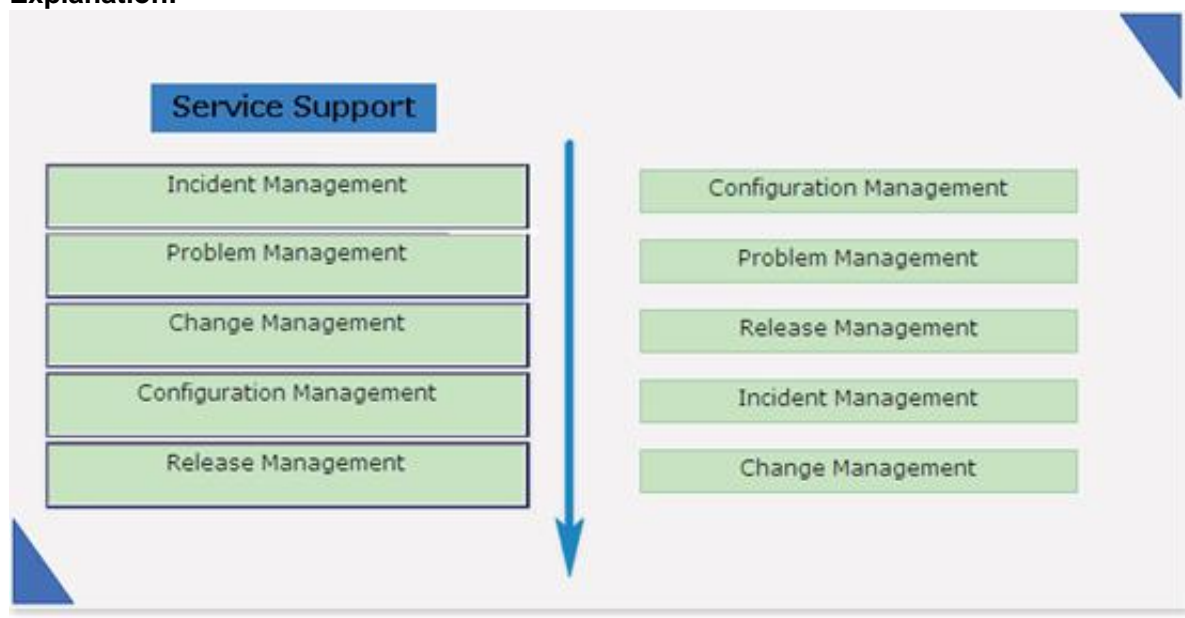 Explanation:
Service Support
Incident Management
Problem Management
Change Management
Configuration Management
Release Management
Configuration Management
Problem Management
Release Management
Incident Management
Change Management